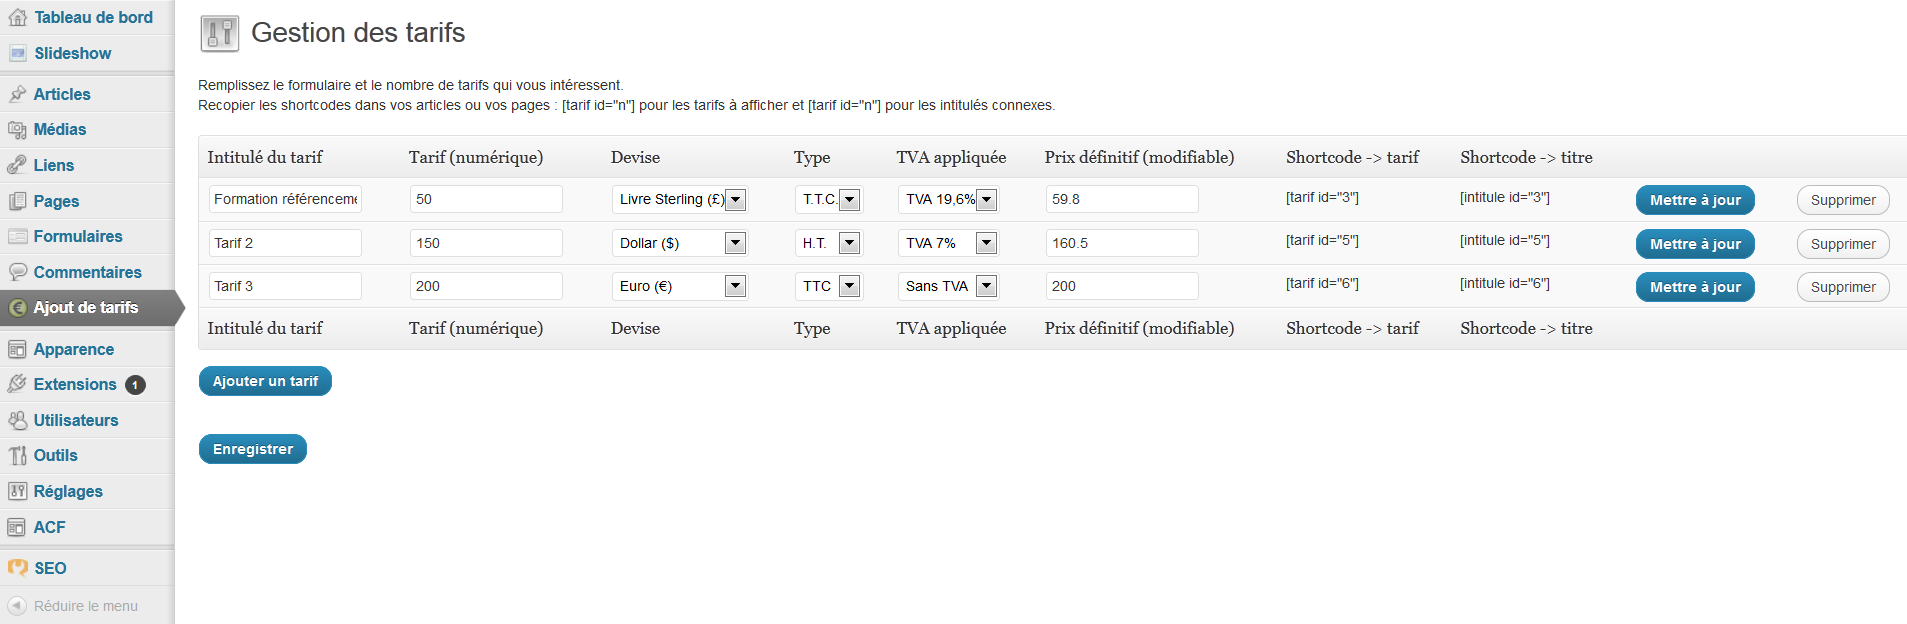 Tableau de bord
Slideshow
Articles
Médias
Liens
Pages
Formulaires
Commentaires
Ajout de tarifs
Apparence
Extensions 1
Utilisateurs
Outils
Réglages
ACF
SEO
Réduire le menu
Gestion des tarifs
Remplissez le formulaire et le nombre de tarifs qui vous intéressent.
Recopier les shortcodes dans vos articles ou vos pages : [tarif id="n"] pour les tarifs à afficher et [tarif id="n"] pour les intitulés connexes.
Intitulé du tarif Tarif (numérique) Devise Type TVA appliquée Prix définitif (modifiable) Shortcode -> tarif Shortcode -> titre
Formation référenceme 50 Livre Sterling (£) T.T.C. TVA 19,6% 59.8 [tarif id="3"] [intitule id="3"] Mettre à jour Supprimer
Tarif 2 150 Dollar ($) H.T. TVA 7% 160.5 [tarif id="5"] [intitule id="5"] Mettre à jour Supprimer
Tarif 3 200 Euro (€) TTC Sans TVA 200 [tarif id="6"] [intitule id="6"] Mettre à jour Supprimer
Intitulé du tarif Tarif (numérique) Devise Type TVA appliquée Prix définitif (modifiable) Shortcode -> tarif Shortcode -> titre
Ajouter un tarif
Enregistrer